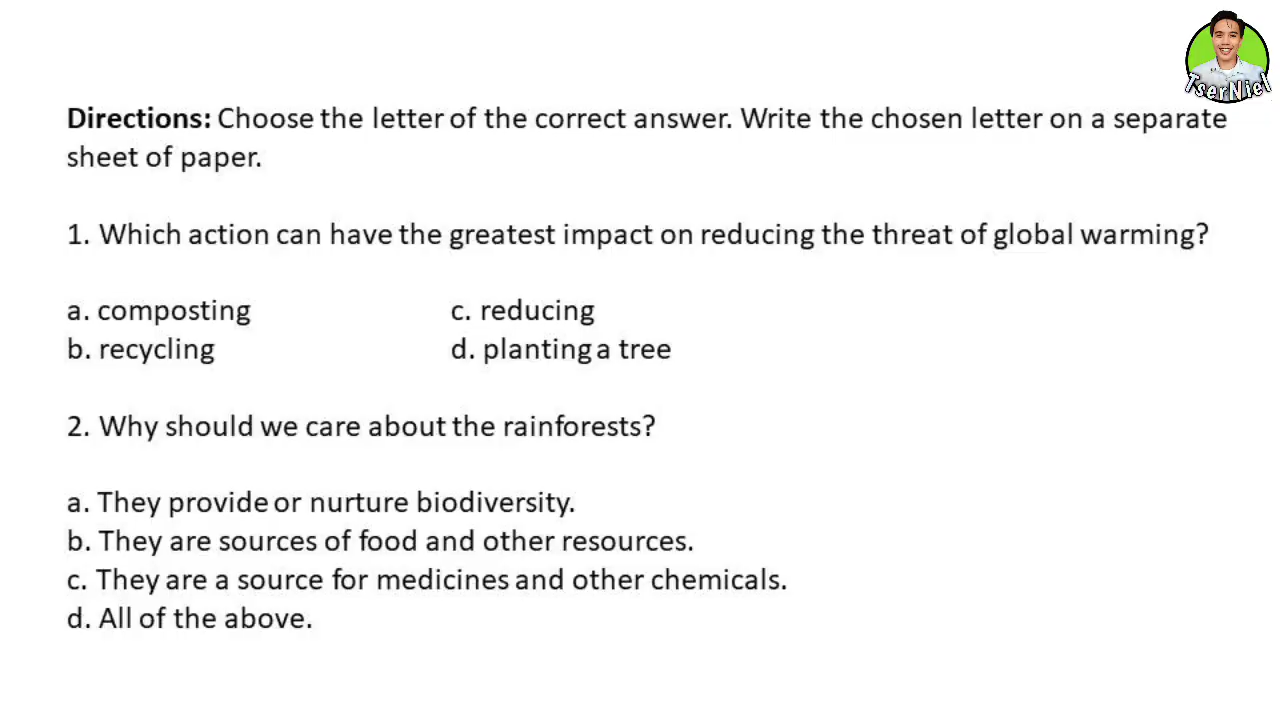 TserNiel
Directions: Choose the letter of the correct answer. Write the chosen letter on a separate
sheet of paper.
1. Which action can have the greatest impact on reducing the threat of global warming?
a. composting c. reducing
b. recycling d. planting a tree
2. Why should we care about the rainforests?
a. They provide or nurture biodiversity.
b. They are sources of food and other resources.
c. They are a source for medicines and other chemicals.
d. All of the above.